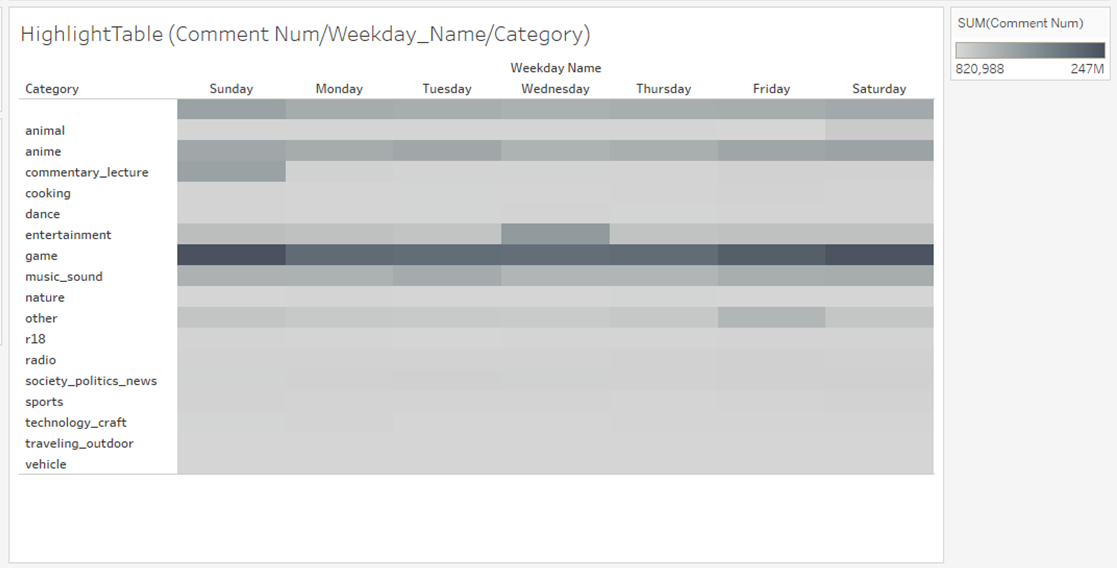 HighlightTable (Comment Num/Weekday_Name/Category)
Weekday Name
Category Sunday Monday Tuesday Wednesday Thursday Friday Saturday
animal
anime
commentary_lecture
cooking
dance
entertainment
game
music_sound
nature
other
r18
radio
society_politics_news
sports
technology_craft
traveling_outdoor
vehicle
SUM(Comment Num)
820,988 247M